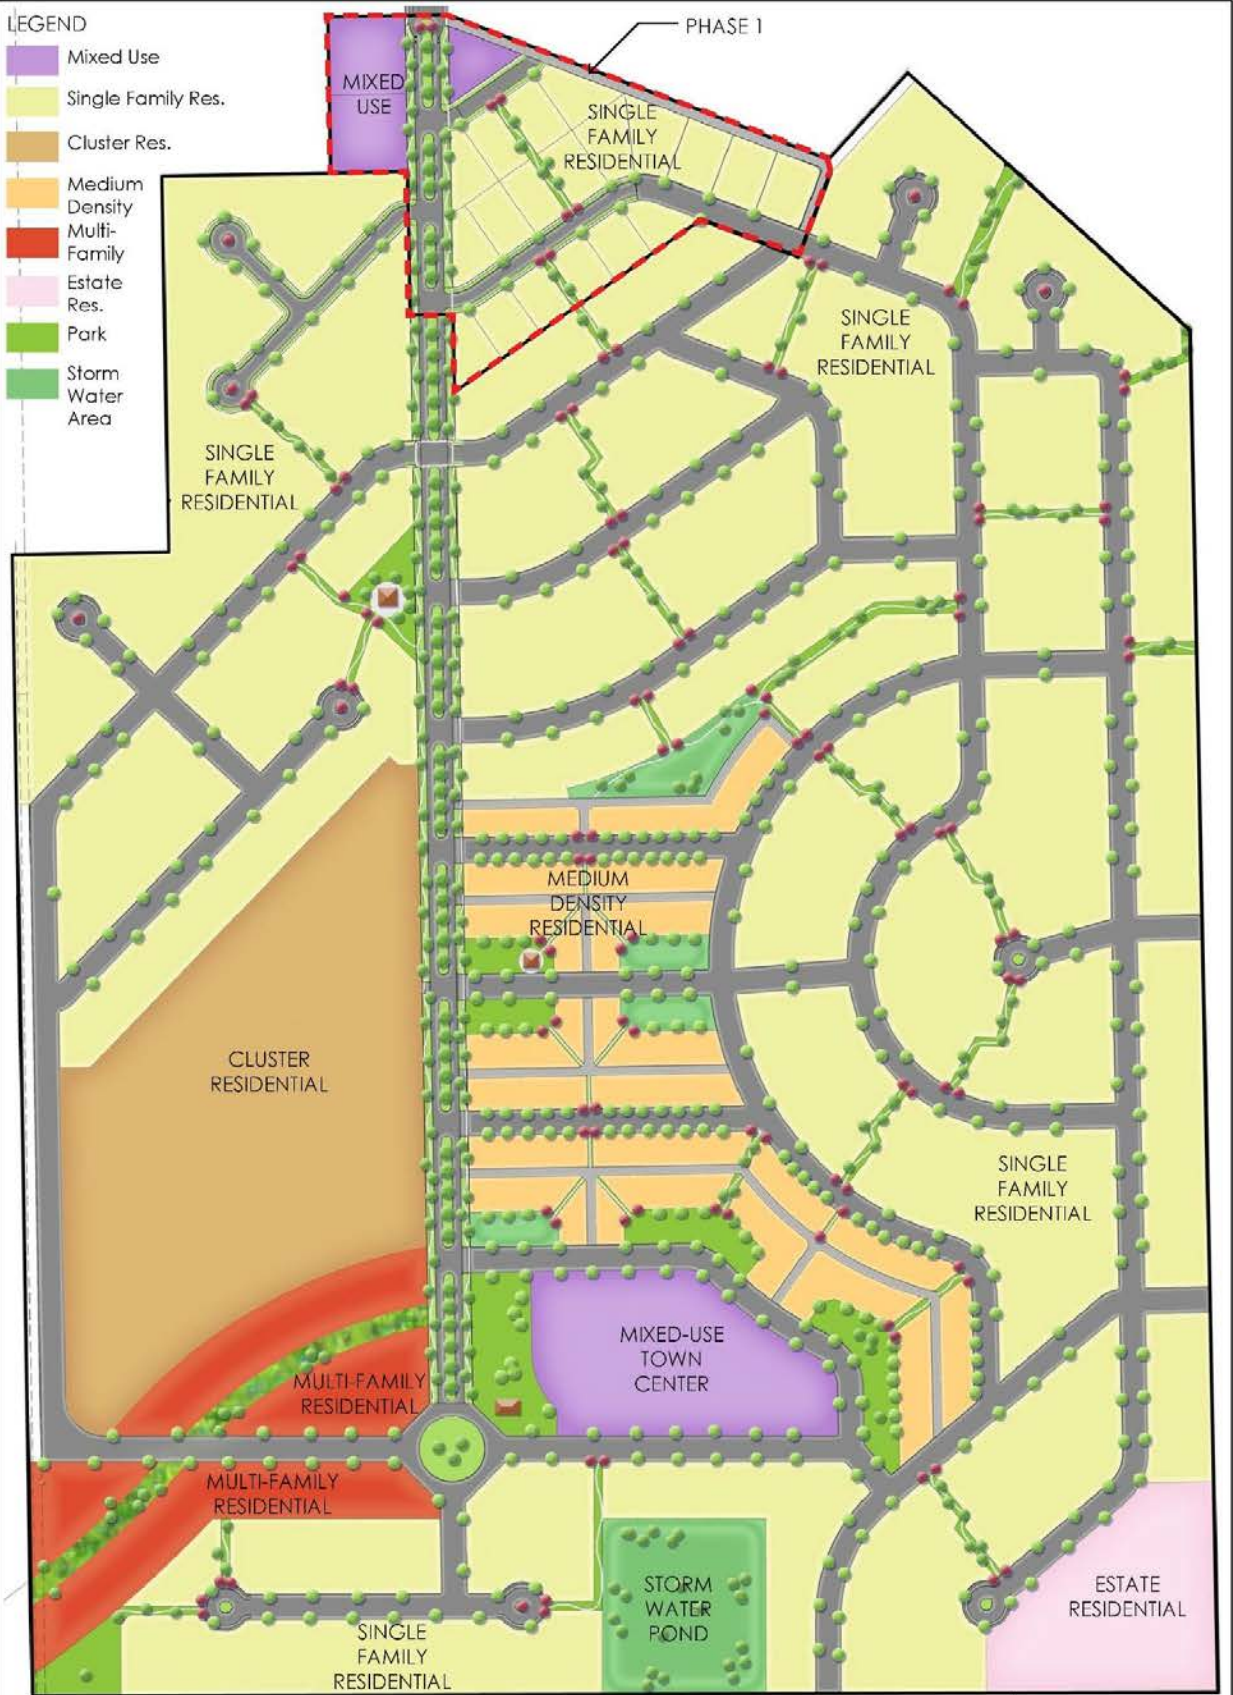 LEGEND
Mixed Use
Single Family Res.
Cluster Res.
Medium
Density
Multi-
Family
Estate
Res.
Park
Storm
Water
Area
PHASE 1
MIXED
USE
SINGLE
FAMILY
RESIDENTIAL
SINGLE
FAMILY
RESIDENTIAL
SINGLE
FAMILY
RESIDENTIAL
MEDIUM
DENSITY
RESIDENTIAL
CLUSTER
RESIDENTIAL
SINGLE
FAMILY
RESIDENTIAL
MIXED-USE
TOWN
CENTER
MULTI-FAMILY
RESIDENTIAL
MULTI-FAMILY
RESIDENTIAL
STORM
WATER
POND
ESTATE
RESIDENTIAL
SINGLE
FAMILY
RESIDENTIAL